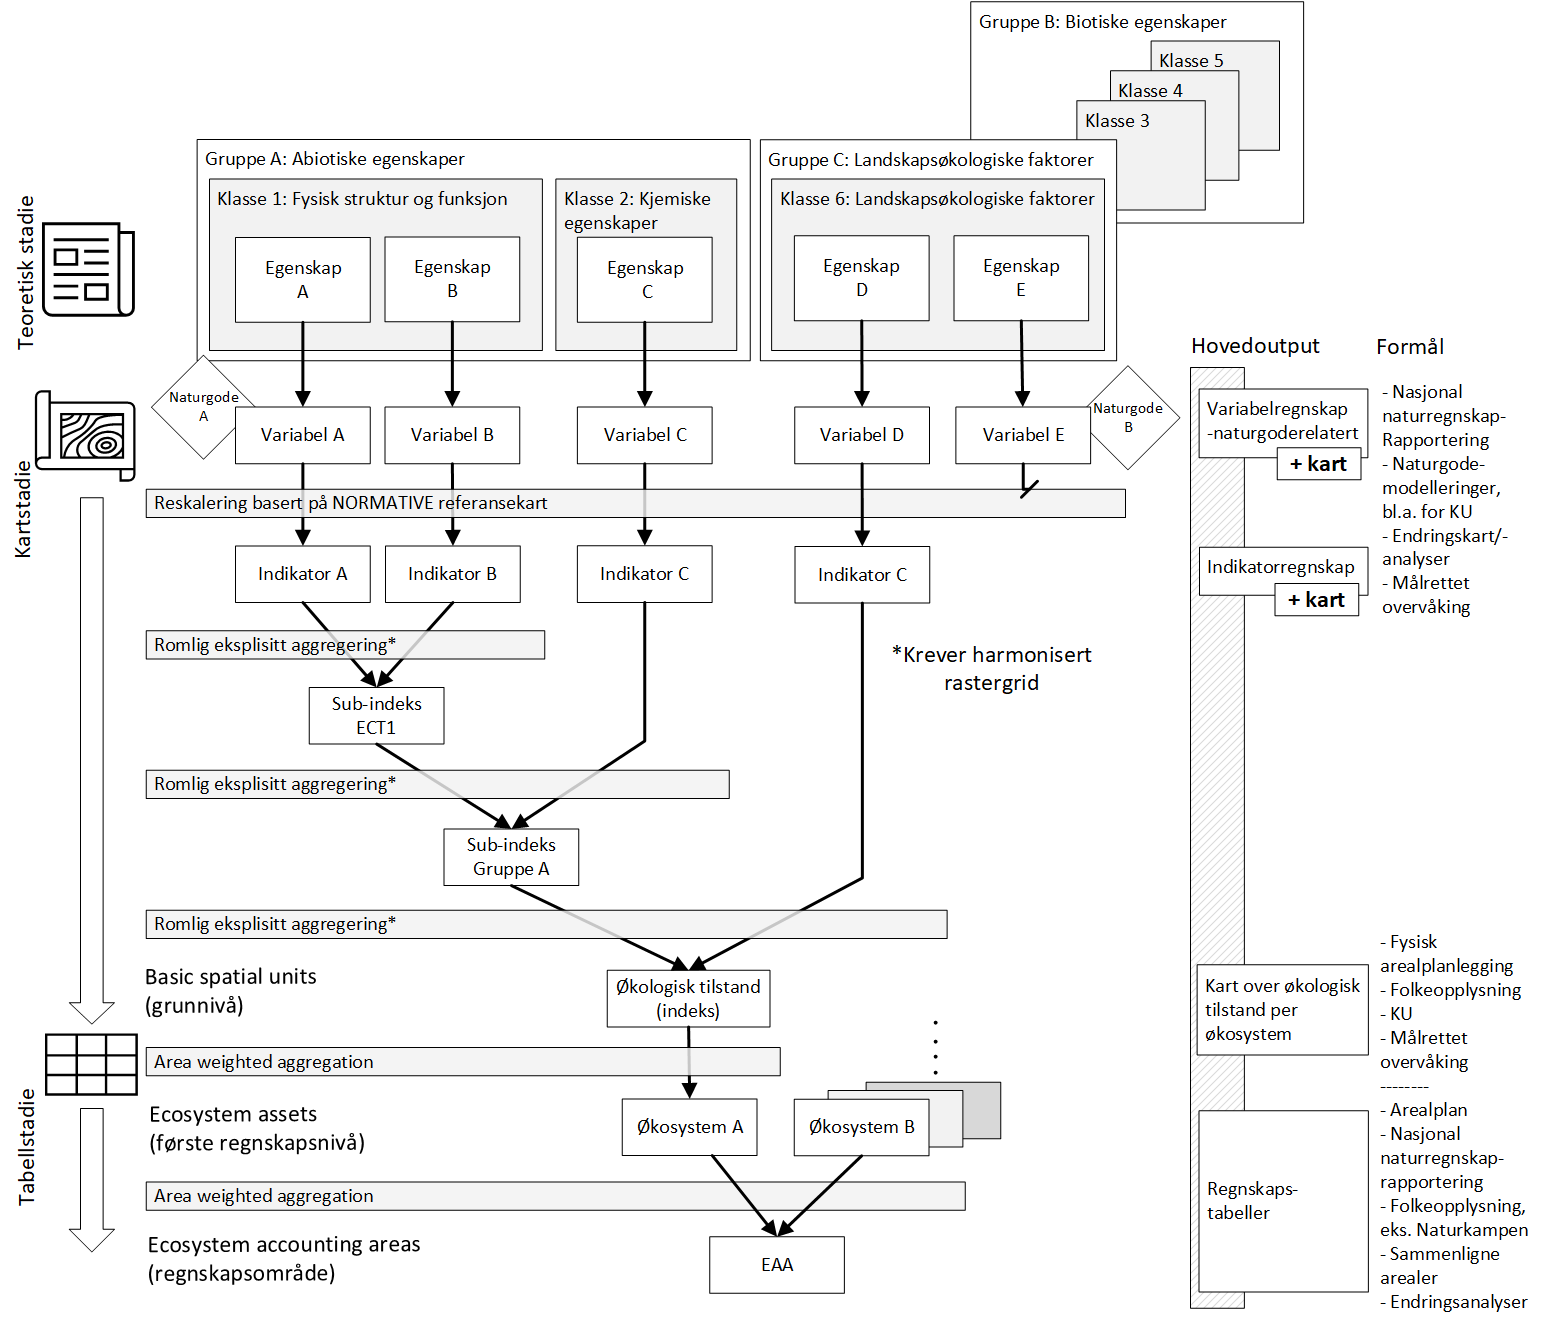 Gruppe B: Biotiske egenskaper
Klasse 5
Klasse 4
Klasse 3
Gruppe A: Abiotiske egenskaper
Klasse 1: Fysisk struktur og funksjon
Klasse 2: Kjemiske
egenskaper
Gruppe C: Landskapsøkologiske faktorer
Klasse 6: Landskapsøkologiske faktorer
Egenskap
A
Egenskap
B
Egenskap
C
Egenskap
D
Egenskap
E
Teoretisk stadie
Kartstadie
Tabellstadie
Naturgode
A
Variabel A
Variabel B
Variabel C
Variabel D
Variabel E
Naturgode
B
Reskalering basert på NORMATIVE referansekart
Indikator A
Indikator B
Indikator C
Indikator C
Romlig eksplisitt aggregering*
*Krever harmonisert
rastergrid
Sub-indeks
ECT1
Romlig eksplisitt aggregering*
Sub-indeks
Gruppe A
Romlig eksplisitt aggregering*
Basic spatial units
(grunnivå)
Økologisk tilstand
(indeks)
Area weighted aggregation
Ecosystem assets
(første regnskapsnivå)
Økosystem A
Økosystem B
Area weighted aggregation
Ecosystem accounting areas
(regnskapsområde)
EAA
Hovedoutput
Variabelregnskap
-naturgoderelatert
+ kart
Indikatorregnskap
+ kart
Kart over økologisk
tilstand per
økosystem
Regnskaps-
tabeller
Formål
- Nasjonal
naturregnskap-
Rapportering
- Naturgode-
modelleringer,
bl.a. for KU
- Endringskart/-
analyser
- Målrettet
overvåking
- Fysisk
arealplanlegging
- Folkeopplysning
- KU
- Målrettet
overvåking
--------
- Arealplan
- Nasjonal
naturregnskap-
rapportering
- Folkeopplysning,
eks. Naturkampen
- Sammenligne
arealer
- Endringsanalyser